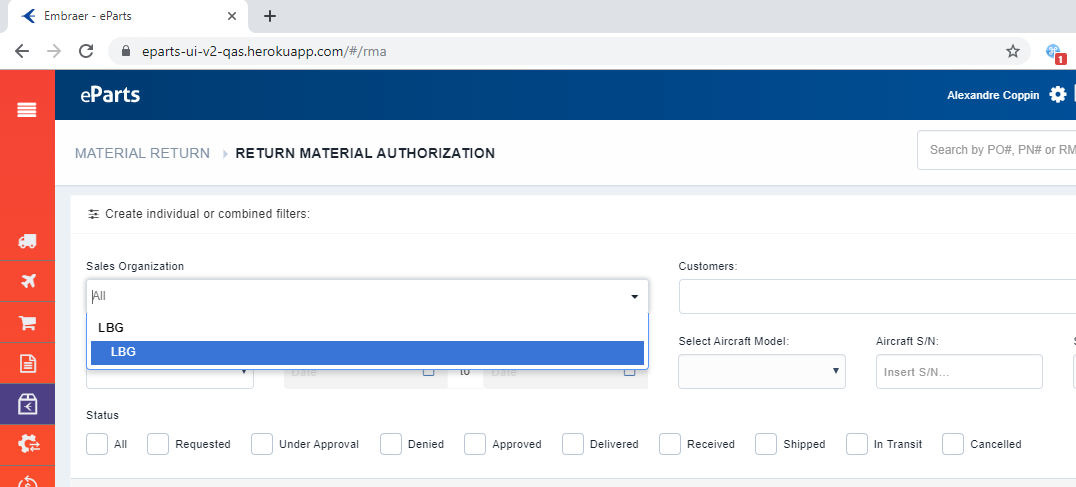 Embraer - eParts
eparts-ui-v2-qas.herokuapp.com/#/rma
1
eParts
Alexandre Coppin
MATERIAL RETURN RETURN MATERIAL AUTHORIZATION
Search by PO#, PN# or RM
Create individual or combined filters:
Sales Organization
Customers:
All
LBG
LBG
Select Aircraft Model:
Aircraft S/N:
Date
to
Date
Insert S/N...
Status
All
Requested
Under Approval
Denied
Approved
Delivered
Received
Shipped
In Transit
Cancelled